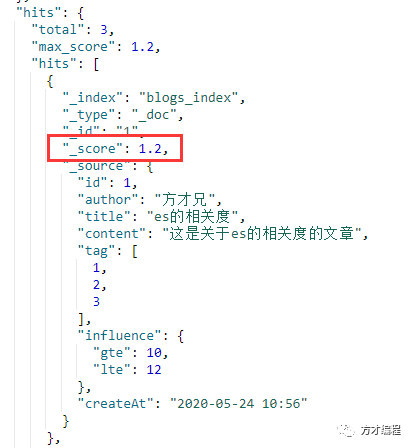 "hits": {
"total": 3,
"max_score": 1.2,
"hits": [
{
"_index": "blogs_index",
"_type": "_doc",
"_id": "1",
"_score": 1.2,
"_source": {
"id": 1,
"author": "方才兄",
"title": "es的相关度",
"content": "这是关于es的相关度的文章",
"tag": [
1,
2,
3
],
"influence": {
"gte": 10,
"lte": 12
},
"createAt": "2020-05-24 10:56"
}
},
方才编程